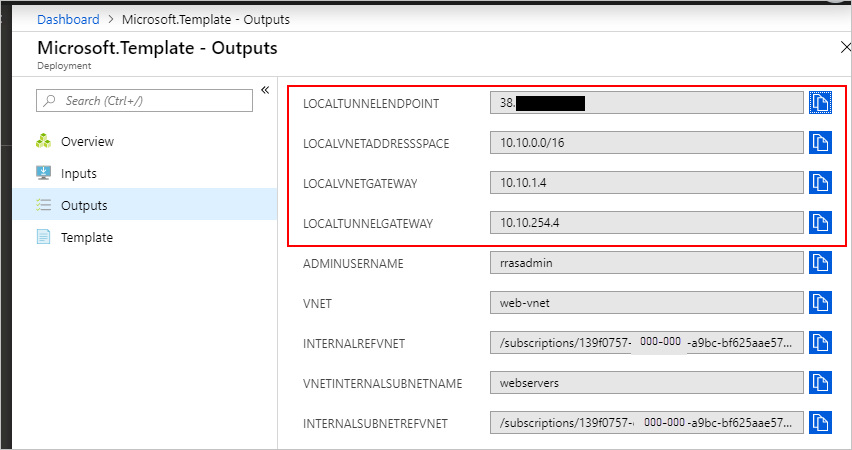 Dashboard > Microsoft.Template - Outputs
Microsoft.Template - Outputs
Deployment
Search (Ctrl+/)
Overview
Inputs
Outputs
Template
LOCALTUNNELENDPOINT 38.
LOCALVNETADDRESSSPACE 10.10.0.0/16
LOCALVNETGATEWAY 10.10.1.4
LOCALTUNNELGATEWAY 10.10.254.4
ADMINUSERNAME rrasadmin
VNET web-vnet
INTERNALREFVNET /subscriptions/139f0757- 000-000 -a9bc-bf625aae57...
VNETINTERNALSUBNETNAME webservers
INTERNALSUBNETREFVNET /subscriptions/139f0757- 000-000 -a9bc-bf625aae57...